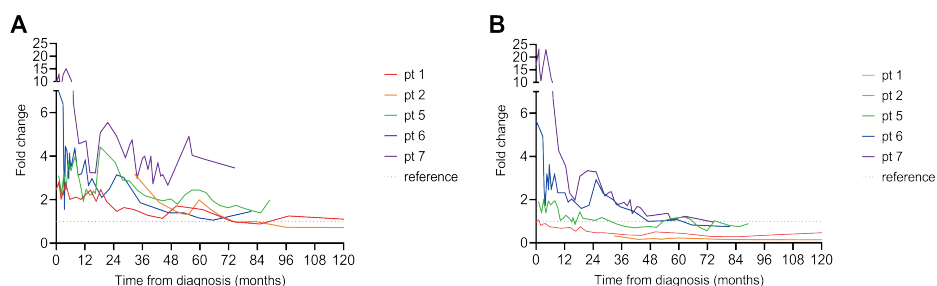 A
25
20
15
10
6
4
2
0
Fold change
0 12 24 36 48 60 72 84 96 108 120
Time from diagnosis (months)
pt 1
pt 2
pt 5
pt 6
pt 7
reference
B
25
20
15
10
6
4
2
0
Fold change
0 12 24 36 48 60 72 84 96 108 120
Time from diagnosis (months)
pt 1
pt 2
pt 5
pt 6
pt 7
reference